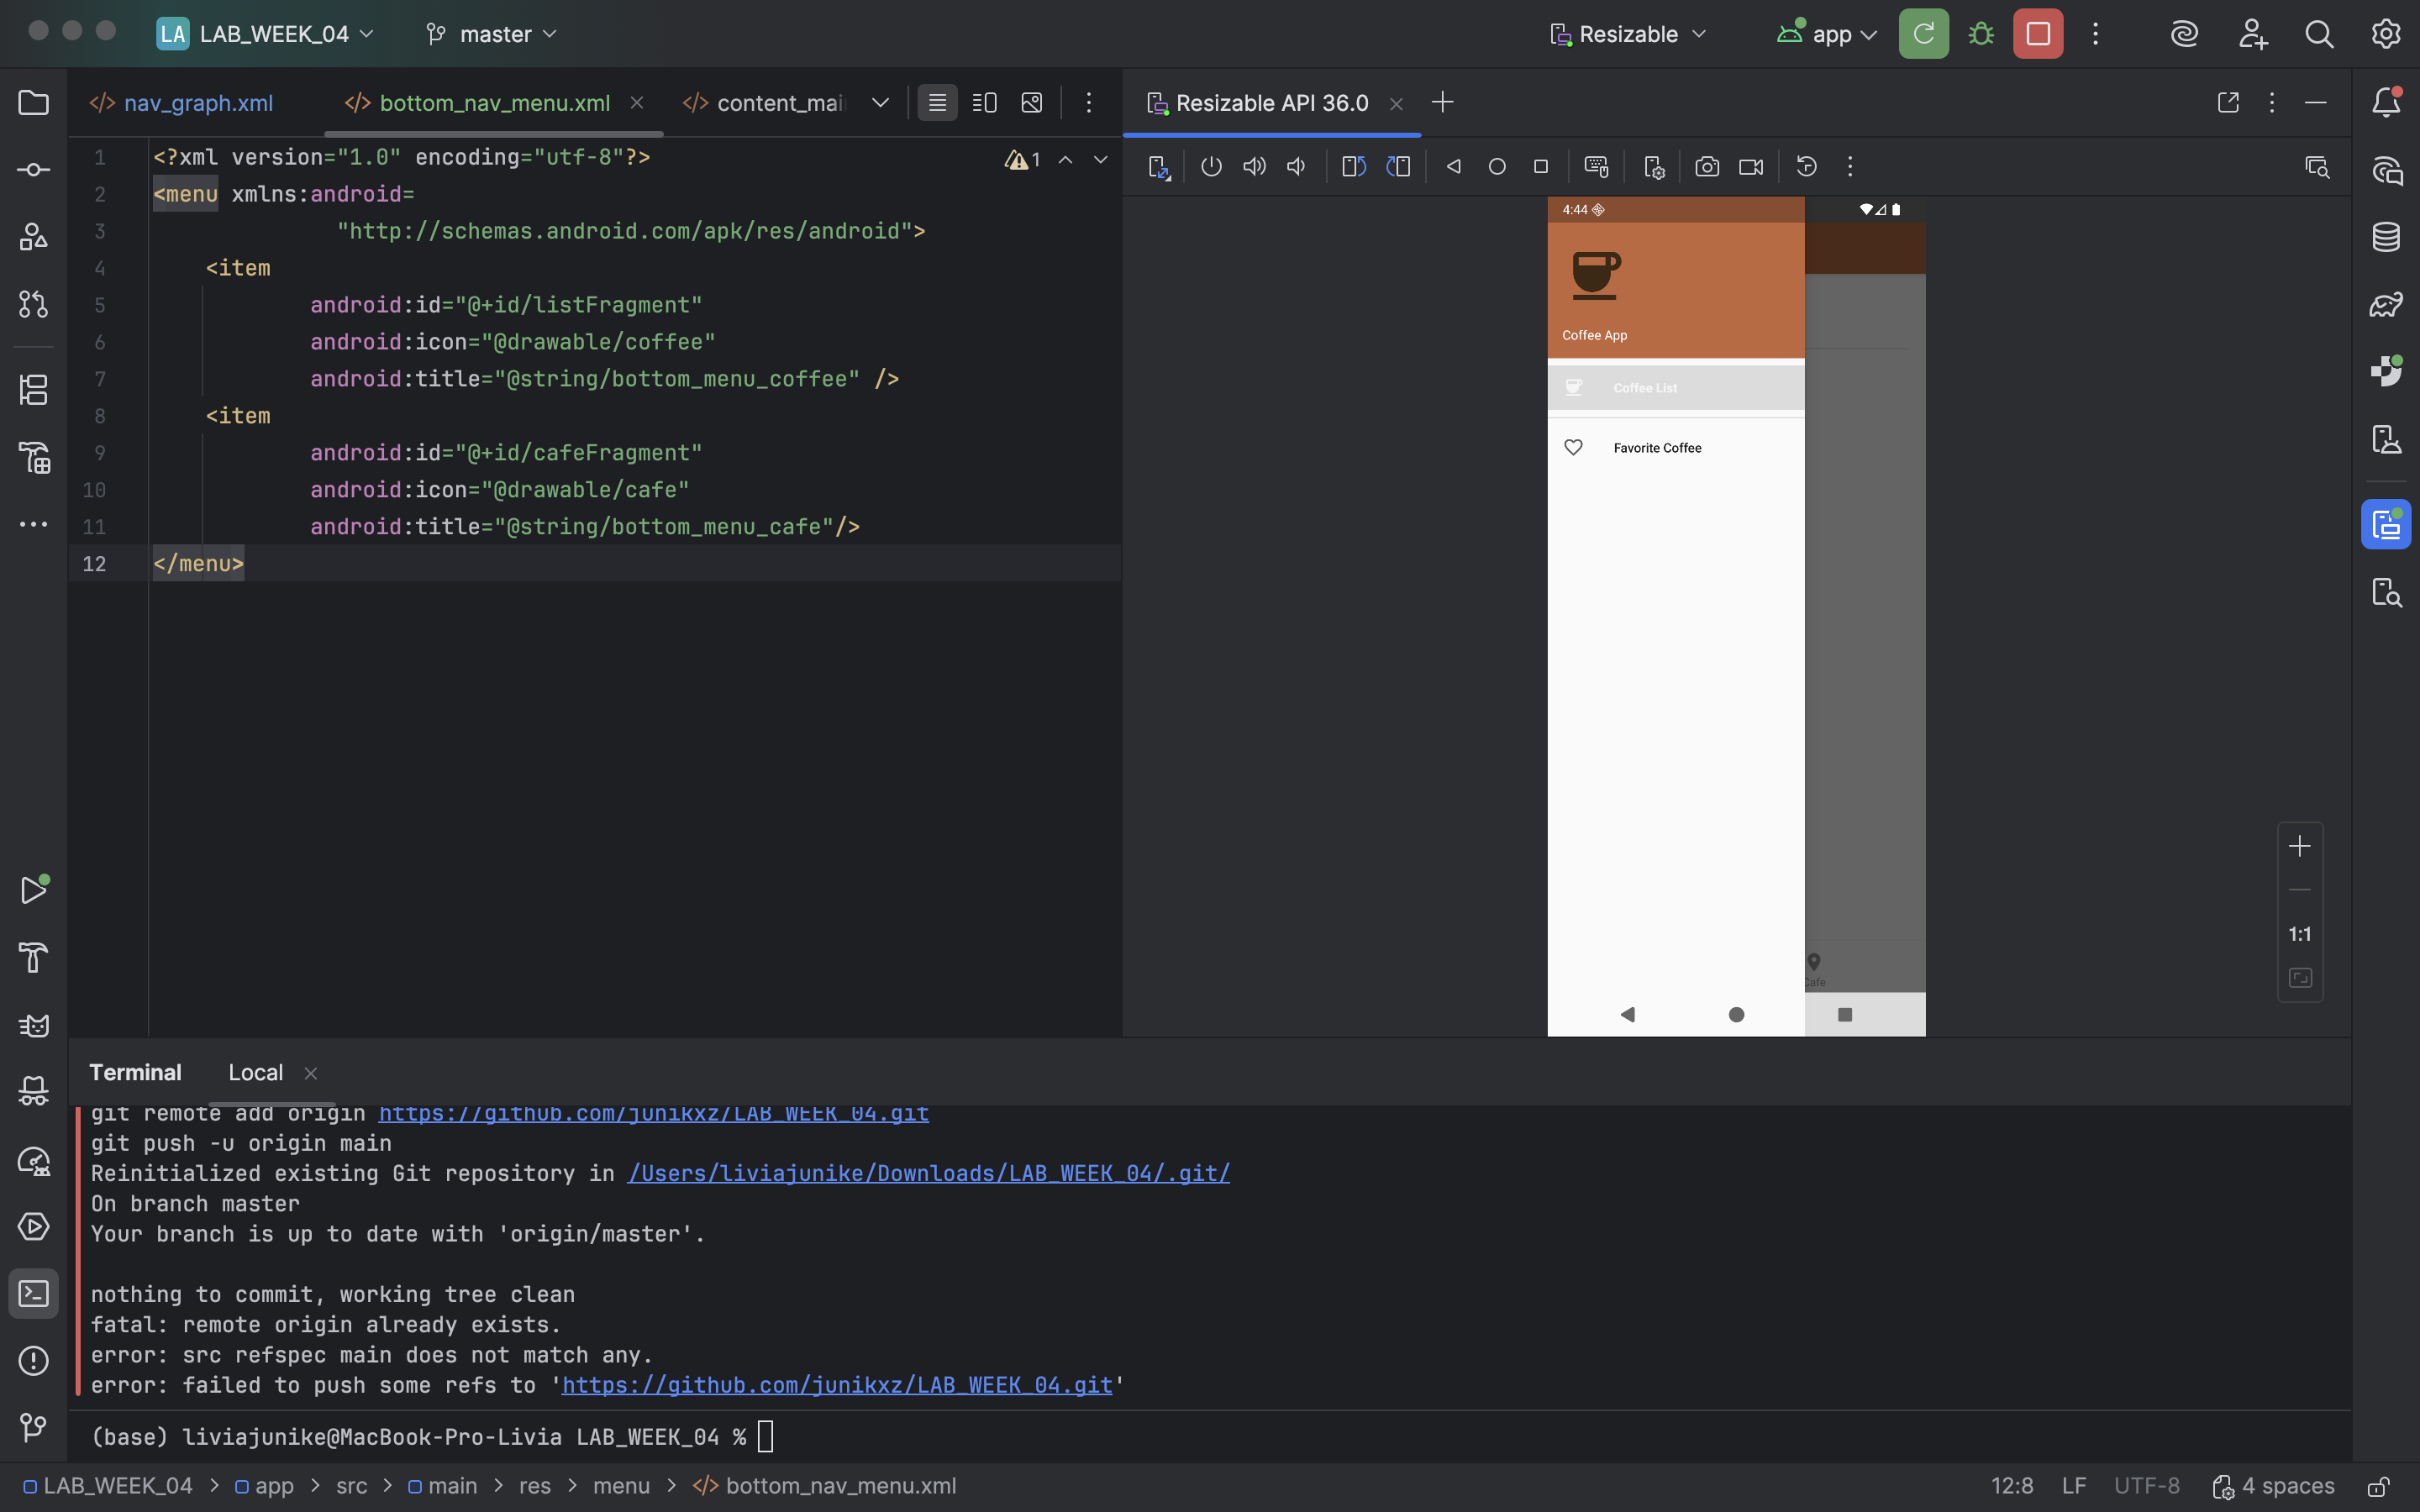 LA LAB_WEEK_04 master Resizable app
nav_graph.xml bottom_nav_menu.xml content_mai Resizable API 36.0
1 <?xml version="1.0" encoding="utf-8"?> 1
2 <menu xmlns:android=
3 "http://schemas.android.com/apk/res/android">
4 <item
5 android:id="@+id/listFragment"
6 android:icon="@drawable/coffee"
7 android:title="@string/bottom_menu_coffee" />
8 <item
9 android:id="@+id/cafeFragment"
10 android:icon="@drawable/cafe"
11 android:title="@string/bottom_menu_cafe"/>
12 </menu>
4:44
Coffee App
Coffee List
Favorite Coffee
Cafe
1:1
Terminal Local
git remote add origin https://github.com/junikxz/LAB_WEEK_04.git
git push -u origin main
Reinitialized existing Git repository in /Users/liviajunike/Downloads/LAB_WEEK_04/.git/
On branch master
Your branch is up to date with 'origin/master'.
nothing to commit, working tree clean
fatal: remote origin already exists.
error: src refspec main does not match any.
error: failed to push some refs to 'https://github.com/junikxz/LAB_WEEK_04.git'
(base) liviajunike@MacBook-Pro-Livia LAB_WEEK_04 %
LAB_WEEK_04 > app > src > main > res > menu > bottom_nav_menu.xml 12:8 LF UTF-8 4 spaces